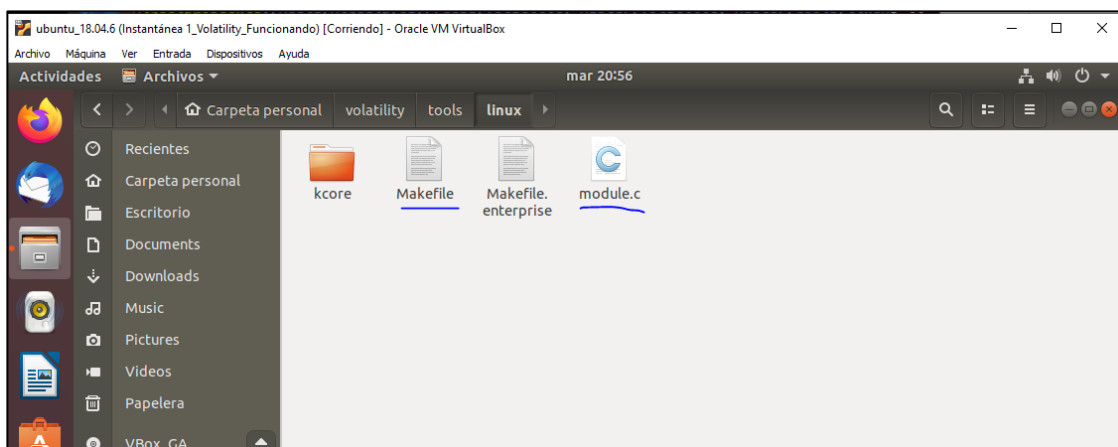 ubuntu_18.04.6 (Instantánea 1_Volatility_Funcionando) [Corriendo] - Oracle VM VirtualBox
Archivo Máquina Ver Entrada Dispositivos Ayuda
Actividades Archivos mar 20:56
Carpeta personal volatility tools linux
Recientes
Carpeta personal
Escritorio
Documents
Downloads
Music
Pictures
Videos
Papelera
VBox_GA
kcore Makefile Makefile. module.c
enterprise